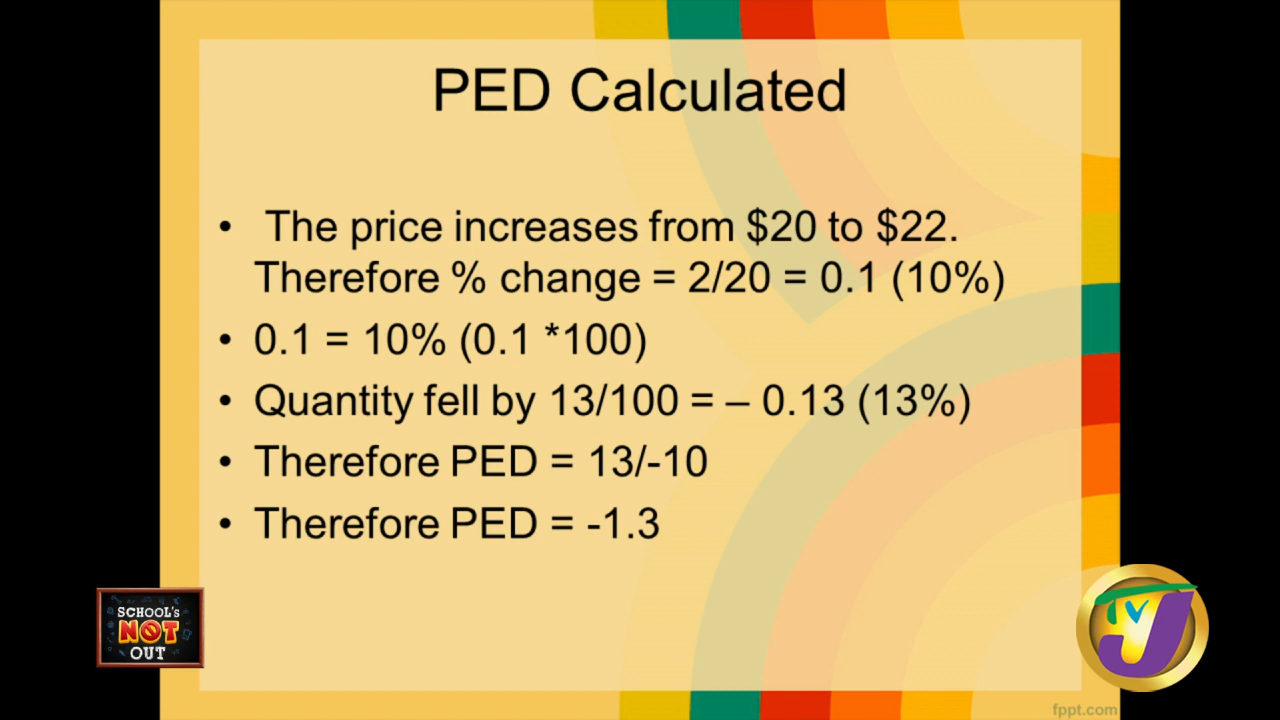 PED Calculated
• The price increases from $20 to $22.
Therefore % change = 2/20 = 0.1 (10%)
• 0.1 = 10% (0.1 *100)
• Quantity fell by 13/100 = – 0.13 (13%)
• Therefore PED = 13/-10
• Therefore PED = -1.3
SCHOOL's
NOT
OUT
TVJ
fppt.com